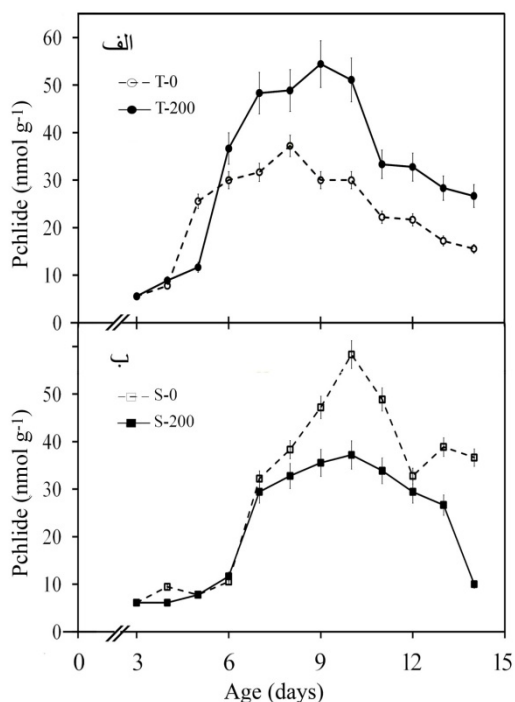 الف
T-0
T-200
Pchlide (nmol g-1)
60
50
40
30
20
10
0
ب
S-0
S-200
Pchlide (nmol g-1)
50
40
30
20
10
0
0 3 6 9 12 15
Age (days)